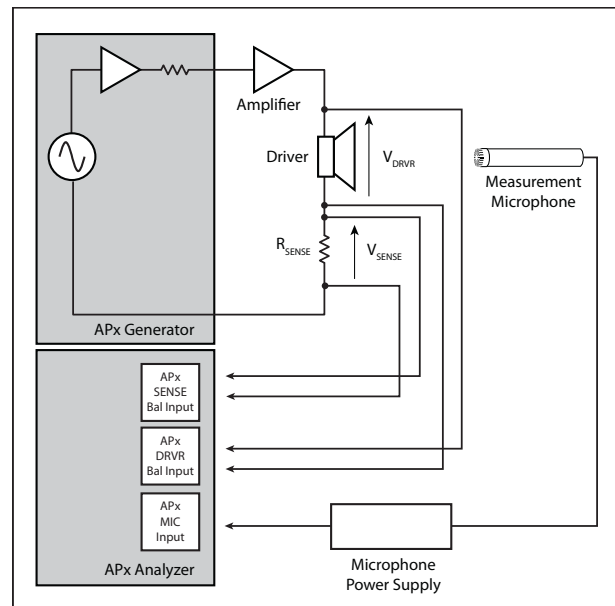 Amplifier
Driver
V_DRVR
Measurement
Microphone
R_SENSE
V_SENSE
APx Generator
APx
SENSE
Bal Input
APx
DRVR
Bal Input
APx
MIC
Input
APx Analyzer
Microphone
Power Supply